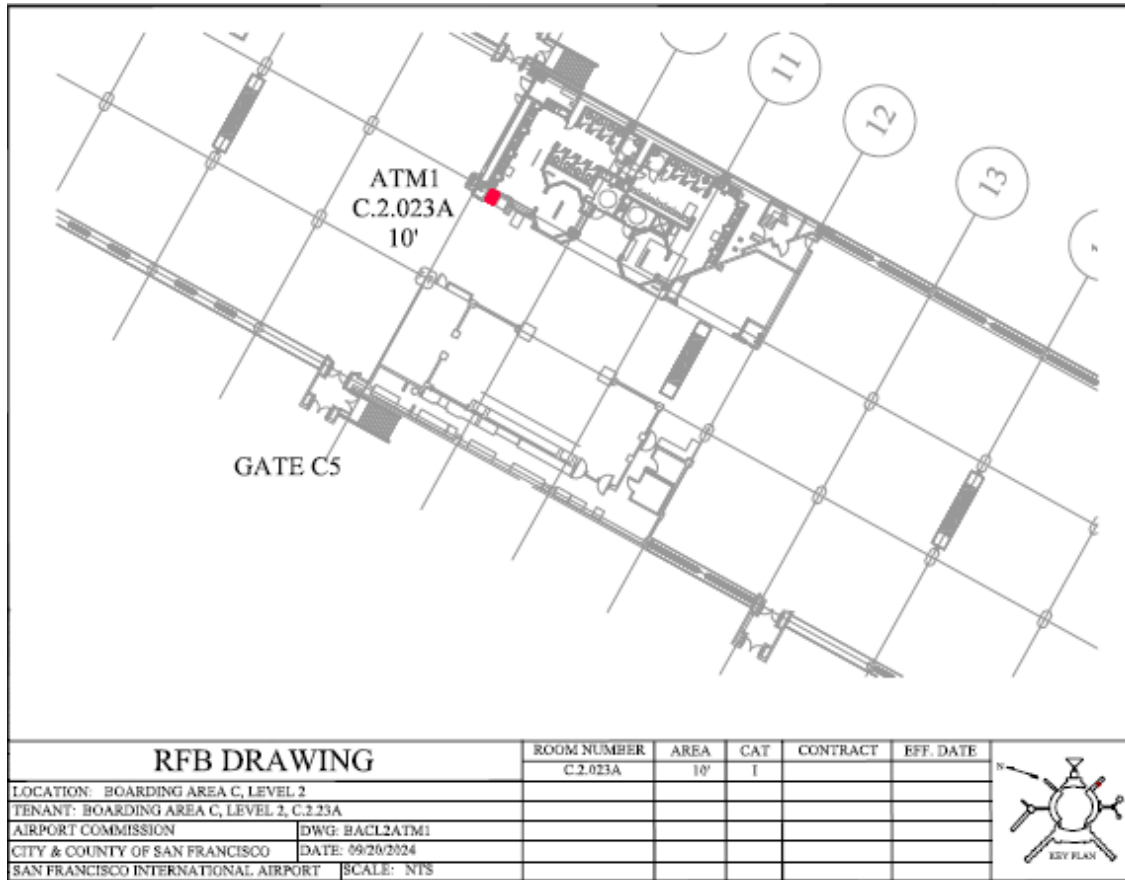 11
12
13
ATM1
C.2.023A
10'
GATE C5
RFB DRAWING
ROOM NUMBER AREA CAT CONTRACT EFF. DATE
C.2.023A 10' I
LOCATION: BOARDING AREA C, LEVEL 2
TENANT: BOARDING AREA C, LEVEL 2, C.2.23A
AIRPORT COMMISSION DWG: BACL2ATM1
CITY & COUNTY OF SAN FRANCISCO DATE: 09/20/2024
SAN FRANCISCO INTERNATIONAL AIRPORT SCALE: NTS
N
KEY PLAN